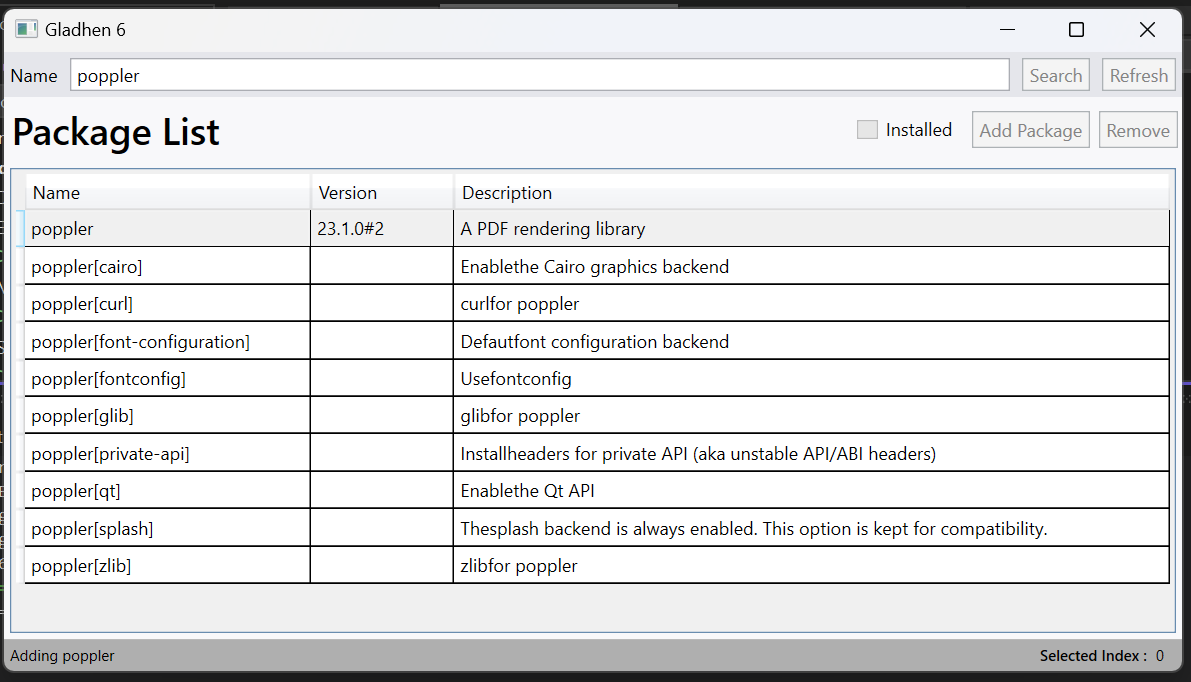 Gladhen 6
Name poppler Search Refresh
Package List Installed Add Package Remove
Name Version Description
poppler 23.1.0#2 A PDF rendering library
poppler[cairo] Enablethe Cairo graphics backend
poppler[curl] curlfor poppler
poppler[font-configuration] Defautfont configuration backend
poppler[fontconfig] Usefontconfig
poppler[glib] glibfor poppler
poppler[private-api] Installheaders for private API (aka unstable API/ABI headers)
poppler[qt] Enablethe Qt API
poppler[splash] Thesplash backend is always enabled. This option is kept for compatibility.
poppler[zlib] zlibfor poppler
Adding poppler Selected Index : 0